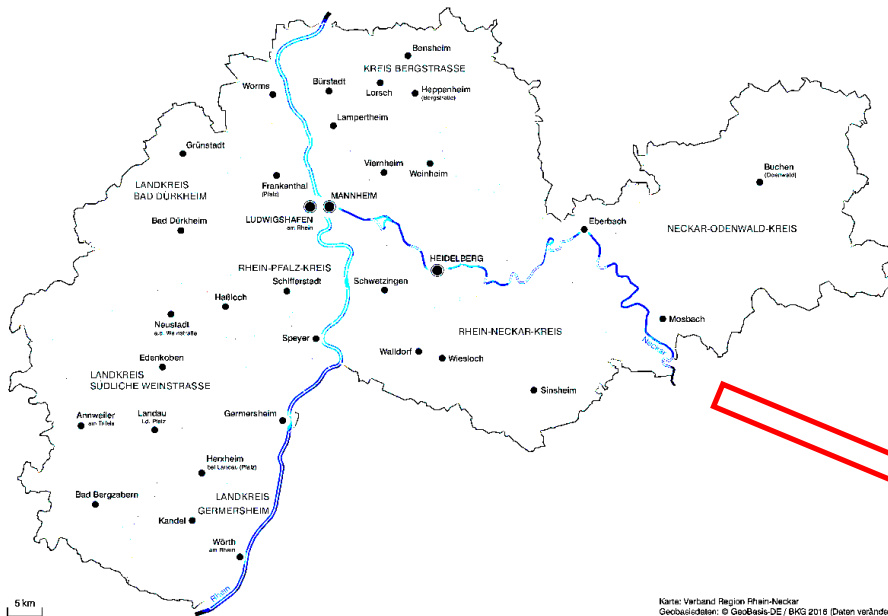 Bensheim
KREIS BERGSTRASSE
Worms
Bürstadt
Lorsch
Heppenheim
(Bergstraße)
Lampertheim
Grünstadt
Viernheim
Weinheim
Buchen
(Odenwald)
Frankenthal
(Pfalz)
LANDKREIS
BAD DÜRKHEIM
MANNHEIM
LUDWIGSHAFEN
am Rhein
Bad Dürkheim
Eberbach
NECKAR-ODENWALD-KREIS
HEIDELBERG
RHEIN-PFALZ-KREIS
Schifferstadt
Schwetzingen
Haßloch
Neustadt
a.d. Weinstraße
Mosbach
RHEIN-NECKAR-KREIS
Speyer
Neckar
Walldorf
Wiesloch
Edenkoben
LANDKREIS
SÜDLICHE WEINSTRASSE
Sinsheim
Annweiler
am Trifels
Landau
i.d. Pfalz
Germersheim
Herxheim
bei Landau (Pfalz)
Bad Bergzabern
LANDKREIS
GERMERSHEIM
Kandel
Wörth
am Rhein
Rhein
5 km
Karte: Verband Region Rhein-Neckar
Geobasisdaten: © GeoBasis-DE / BKG 2016 (Daten verände